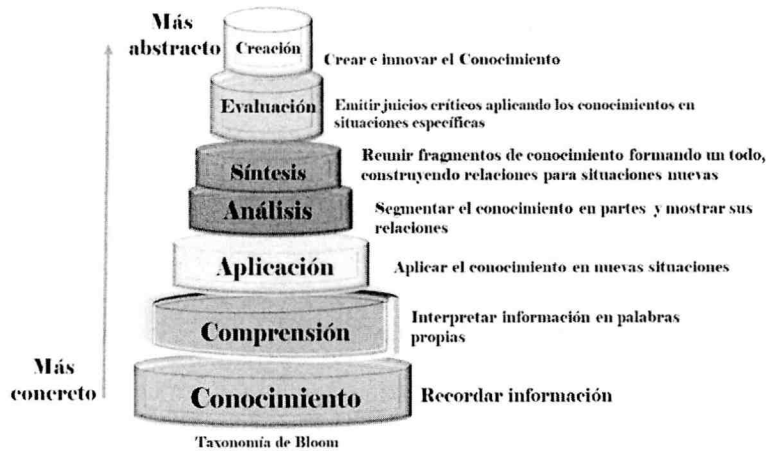 Más
abstracto
Creación
Crear e innovar el Conocimiento
Evaluación
Emitir juicios críticos aplicando los conocimientos en
situaciones específicas
Síntesis
Reunir fragmentos de conocimiento formando un todo,
construyendo relaciones para situaciones nuevas
Análisis
Segmentar el conocimiento en partes y mostrar sus
relaciones
Aplicación
Aplicar el conocimiento en nuevas situaciones
Comprensión
Interpretar información en palabras
propias
Más
concreto
Conocimiento
Recordar información
Taxonomía de Bloom